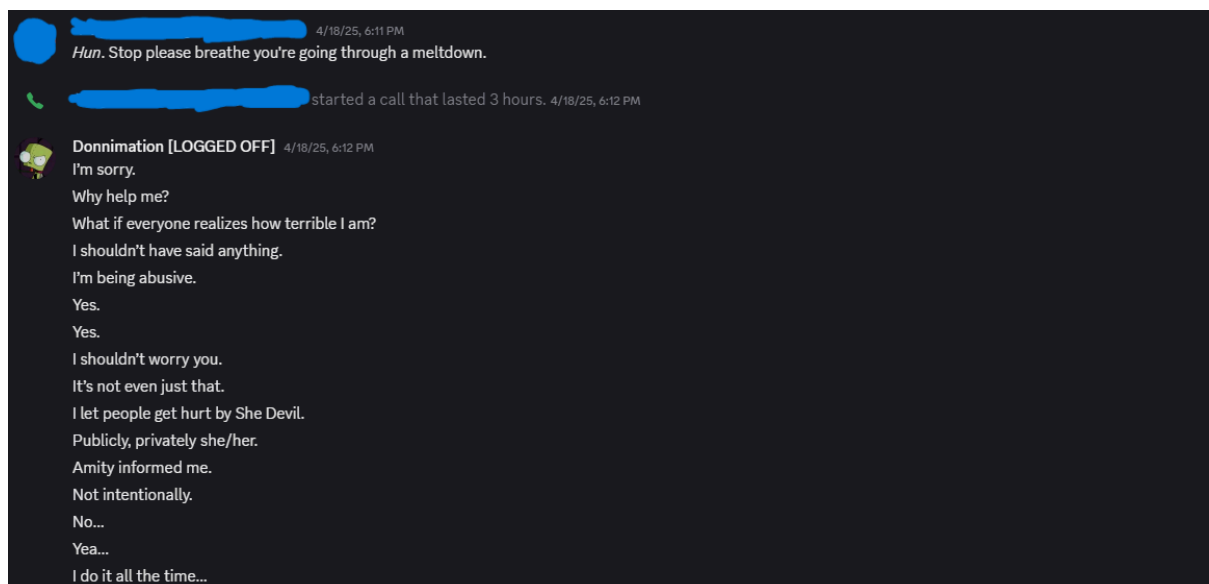 4/18/25, 6:11 PM
Hun. Stop please breathe you're going through a meltdown.
started a call that lasted 3 hours. 4/18/25, 6:12 PM
Donnimation [LOGGED OFF] 4/18/25, 6:12 PM
I'm sorry.
Why help me?
What if everyone realizes how terrible I am?
I shouldn't have said anything.
I'm being abusive.
Yes.
Yes.
I shouldn't worry you.
It's not even just that.
I let people get hurt by She Devil.
Publicly, privately she/her.
Amity informed me.
Not intentionally.
No...
Yea...
I do it all the time...